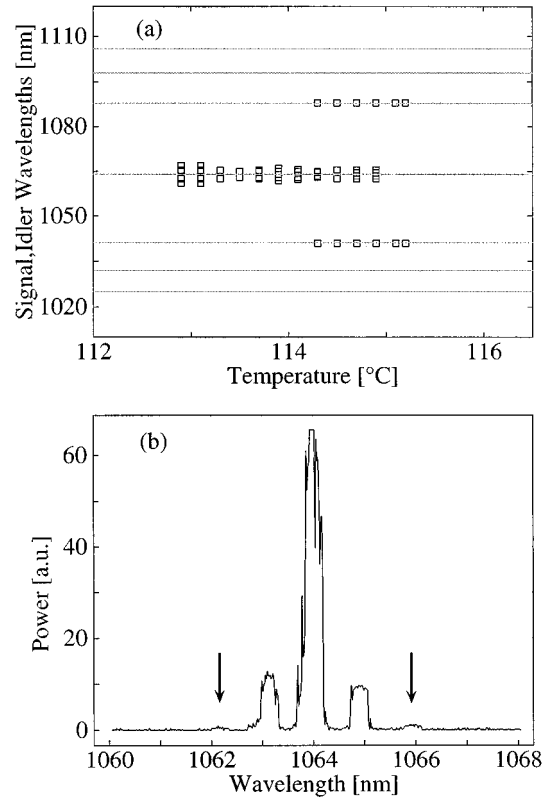 (a)
Signal,Idler Wavelengths [nm]
1110
1080
1050
1020
112
114
116
Temperature [°C]
(b)
Power [a.u.]
60
40
20
0
1060
1062
1064
1066
1068
Wavelength [nm]